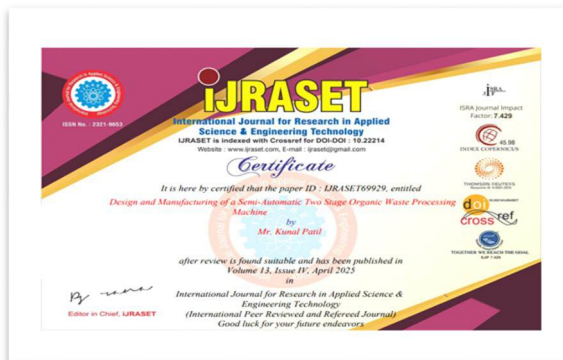 iJRASET
International Journal for Research in Applied
Science & Engineering Technology
IJRASET is indexed with Crossref for DOI-DOI : 10.22214
Website : www.ijraset.com, E-mail : ijraset@gmail.com
ISSN No. : 2321-9653
Certificate
It is here by certified that the paper ID : IJRASET69929, entitled
Design and Manufacturing of a Semi-Automatic Two Stage Organic Waste Processing
Machine
by
Mr. Kunal Patil
after review is found suitable and has been published in
Volume 13, Issue IV, April 2025
in
International Journal for Research in Applied Science &
Engineering Technology
(International Peer Reviewed and Refereed Journal)
Good luck for your future endeavors
Editor in Chief, iJRASET
ISRA
ISRA Journal Impact
Factor: 7.429
45.98
INDEX COPERNICUS
THOMSON REUTERS
doi
cross ref
TOGETHER WE REACH THE GOAL
SJIF 7.429